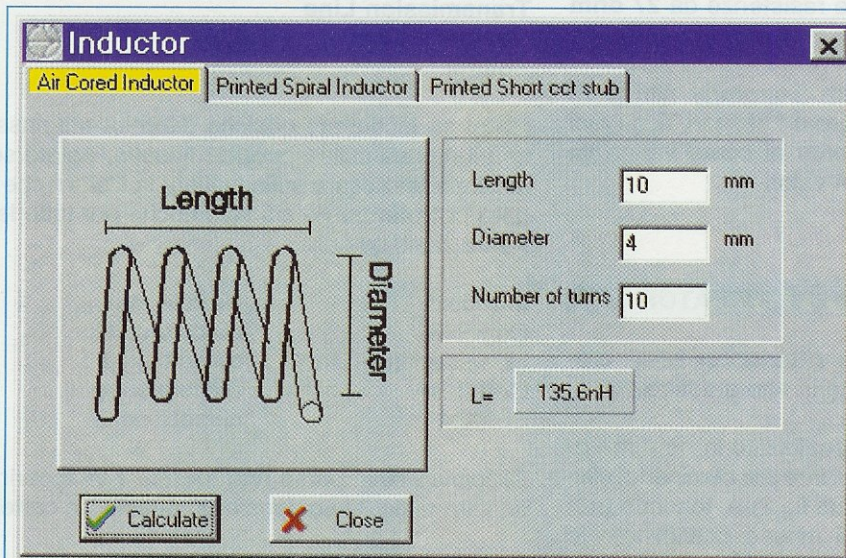 Inductor
Air Cored Inductor
Printed Spiral Inductor
Printed Short cct stub
Length
Diameter
Length 10 mm
Diameter 4 mm
Number of turns 10
L= 135.6nH
Calculate
Close